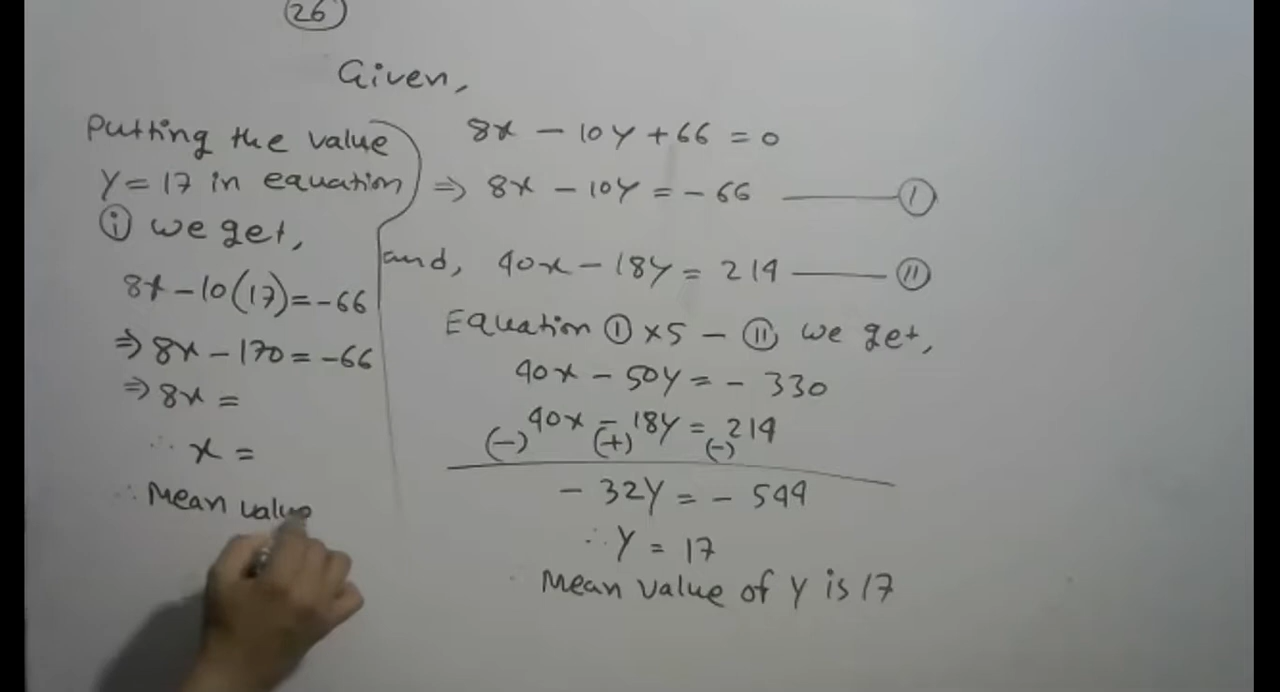 26
Given,
8x - 10y + 66 = 0
⇒ 8x - 10y = - 66 ——— (I)
and, 40x - 18y = 214 ——— (II)
Equation (I) x5 - (II) we get,
40x - 50y = - 330
40x - 18y = 214
(-) (+) (-)
- 32y = - 544
∴ y = 17
Mean value of y is 17
Putting the value
y = 17 in equation
(i) we get,
8x - 10(17) = -66
⇒ 8x - 170 = -66
⇒ 8x =
∴ x =
∴ Mean value